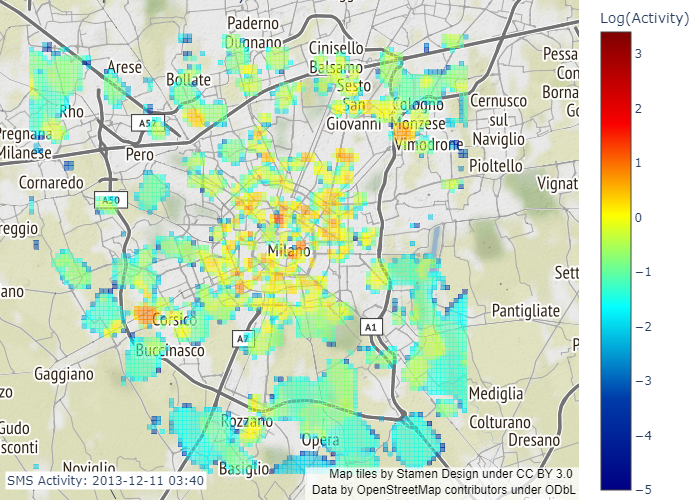 Paderno
Dugnano
Cinisello
Balsamo
Sesto
San
Giovanni
Arese
Bollate
Rho
A52
Pregnana
Milanese
Pero
Cologno
Monzese
Vimodrone
Cernusco
sul
Naviglio
Pioltello
Pessa
Con
Borna
Go
Cornaredo
A50
Vignat
reggio
Milano
Sett
ano
Corsico
A7
A1
Pantigliate
P
Buccinasco
Gaggiano
zo
Mediglia
Rozzano
Opera
Colturano
Dresano
Gudo
sconti
Noviglio
Basiglio
SMS Activity: 2013-12-11 03:40
Map tiles by Stamen Design under CC BY 3.0
Data by OpenStreetMap contributors under ODbL
Log(Activity)
3
2
1
0
−1
−2
−3
−4
−5